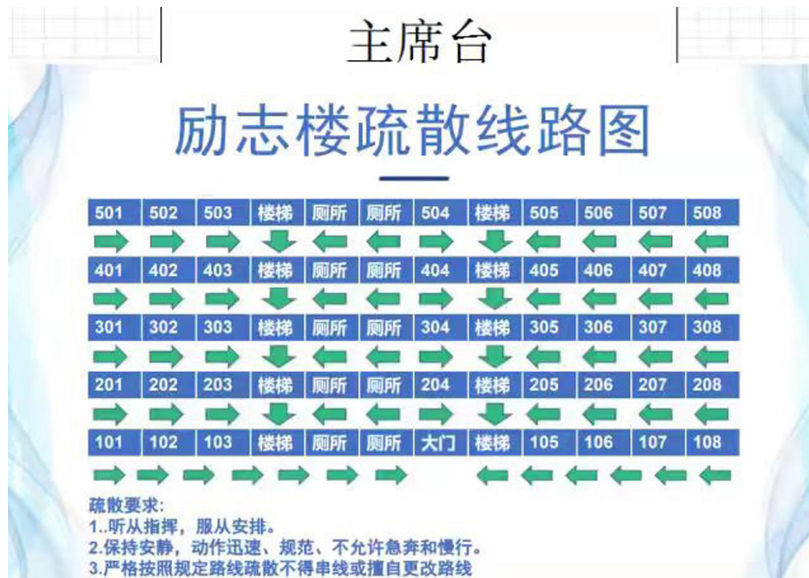 主席台
励志楼疏散线路图
501 502 503 楼梯 厕所 厕所 504 楼梯 505 506 507 508
401 402 403 楼梯 厕所 厕所 404 楼梯 405 406 407 408
301 302 303 楼梯 厕所 厕所 304 楼梯 305 306 307 308
201 202 203 楼梯 厕所 厕所 204 楼梯 205 206 207 208
101 102 103 楼梯 厕所 厕所 大门 楼梯 105 106 107 108
疏散要求:
1..听从指挥，服从安排。
2.保持安静，动作迅速、规范、不允许急奔和慢行。
3.严格按照规定路线疏散不得串线或擅自更改路线